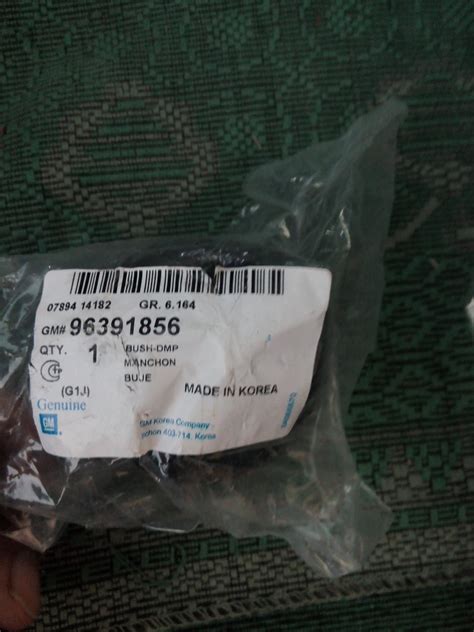 07894 14182 GR. 6.164
GM# 96391856
QTY. 1 BUSH-DMP
MANCHON
BUJE
(G1J) MADE IN KOREA
Genuine
GM
GM Korea Company
403-714, Korea